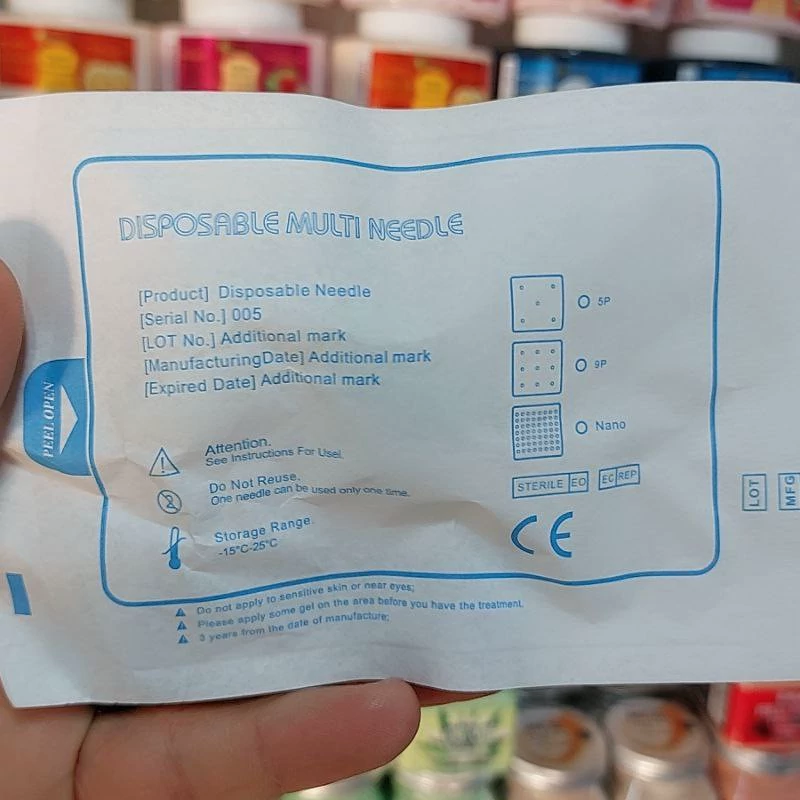 DISPOSABLE MULTI NEEDLE
[Product] Disposable Needle
[Serial No.] 005
[LOT No.] Additional mark
[ManufacturingDate] Additional mark
[Expired Date] Additional mark
5P
9P
Nano
PEEL OPEN
Attention.
See Instructions For Usel
Do Not Reuse.
One needle can be used only one time.
Storage Range.
-15°C-25°C
STERILE EO
EC REP
CE
LOT
MFG
Do not apply to sensitive skin or near eyes;
Please apply some gel on the area before you have the treatment.
3 years from the date of manufacture;